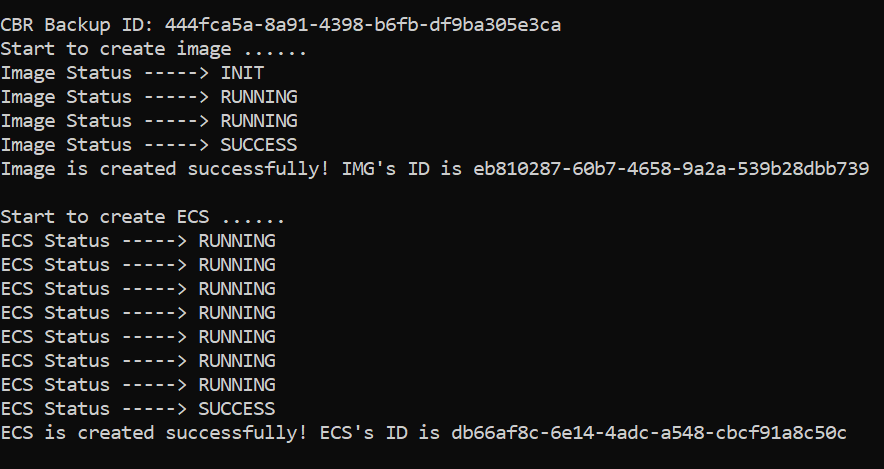 CBR Backup ID: 444fca5a-8a91-4398-b6fb-df9ba305e3ca
Start to create image ......
Image Status -----> INIT
Image Status -----> RUNNING
Image Status -----> RUNNING
Image Status -----> SUCCESS
Image is created successfully! IMG's ID is eb810287-60b7-4658-9a2a-539b28dbb739
Start to create ECS ......
ECS Status -----> RUNNING
ECS Status -----> RUNNING
ECS Status -----> RUNNING
ECS Status -----> RUNNING
ECS Status -----> RUNNING
ECS Status -----> RUNNING
ECS Status -----> RUNNING
ECS Status -----> SUCCESS
ECS is created successfully! ECS's ID is db66af8c-6e14-4adc-a548-cbcf91a8c50c